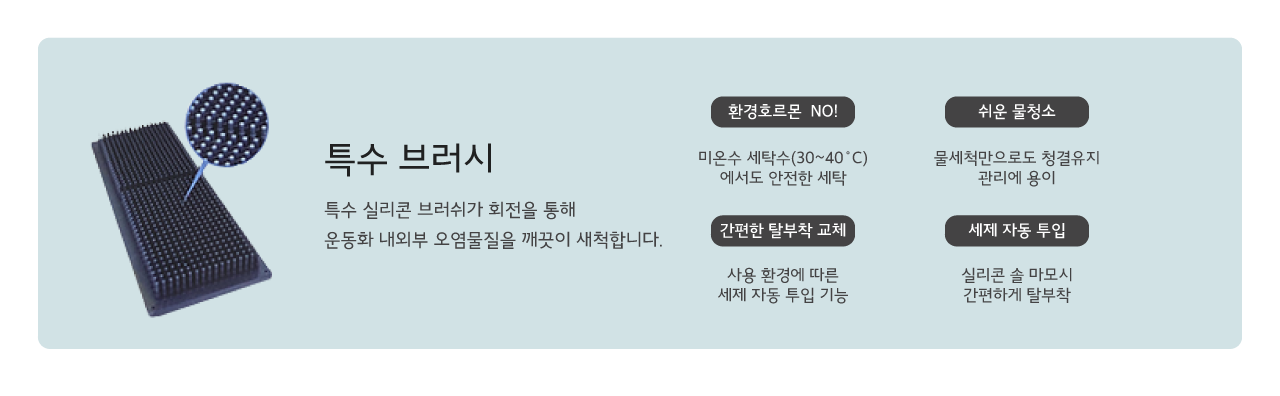 특수 브러시
특수 실리콘 브러쉬가 회전을 통해
운동화 내외부 오염물질을 깨끗이 새척합니다.
환경호르몬 NO!
미온수 세탁수(30~40˚C)
에서도 안전한 세탁
쉬운 물청소
물세척만으로도 청결유지
관리에 용이
간편한 탈부착 교체
사용 환경에 따른
세제 자동 투입 기능
세제 자동 투입
실리콘 솔 마모시
간편하게 탈부착